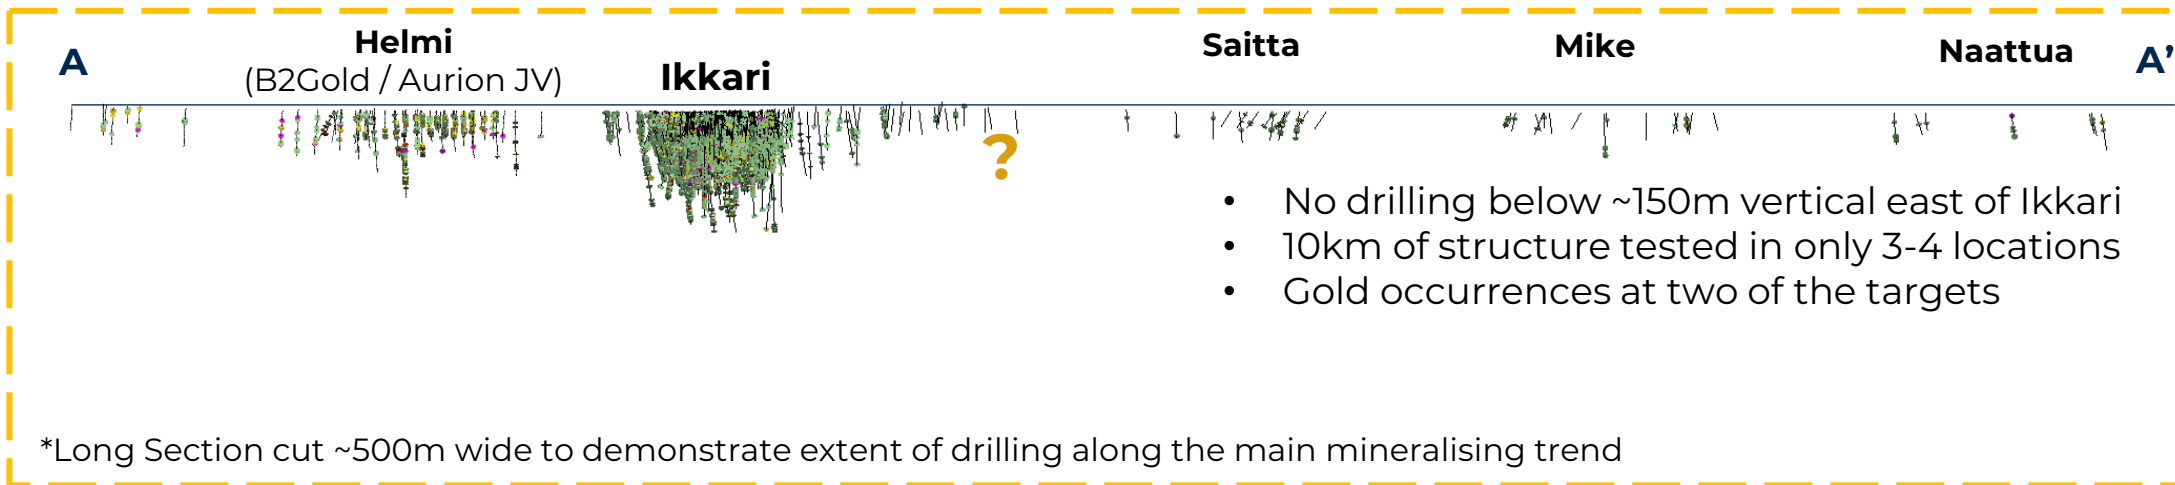 A
Helmi
(B2Gold / Aurion JV)
Ikkari
Saitta
Mike
Naattua
A’
?
• No drilling below ~150m vertical east of Ikkari
• 10km of structure tested in only 3-4 locations
• Gold occurrences at two of the targets
*Long Section cut ~500m wide to demonstrate extent of drilling along the main mineralising trend